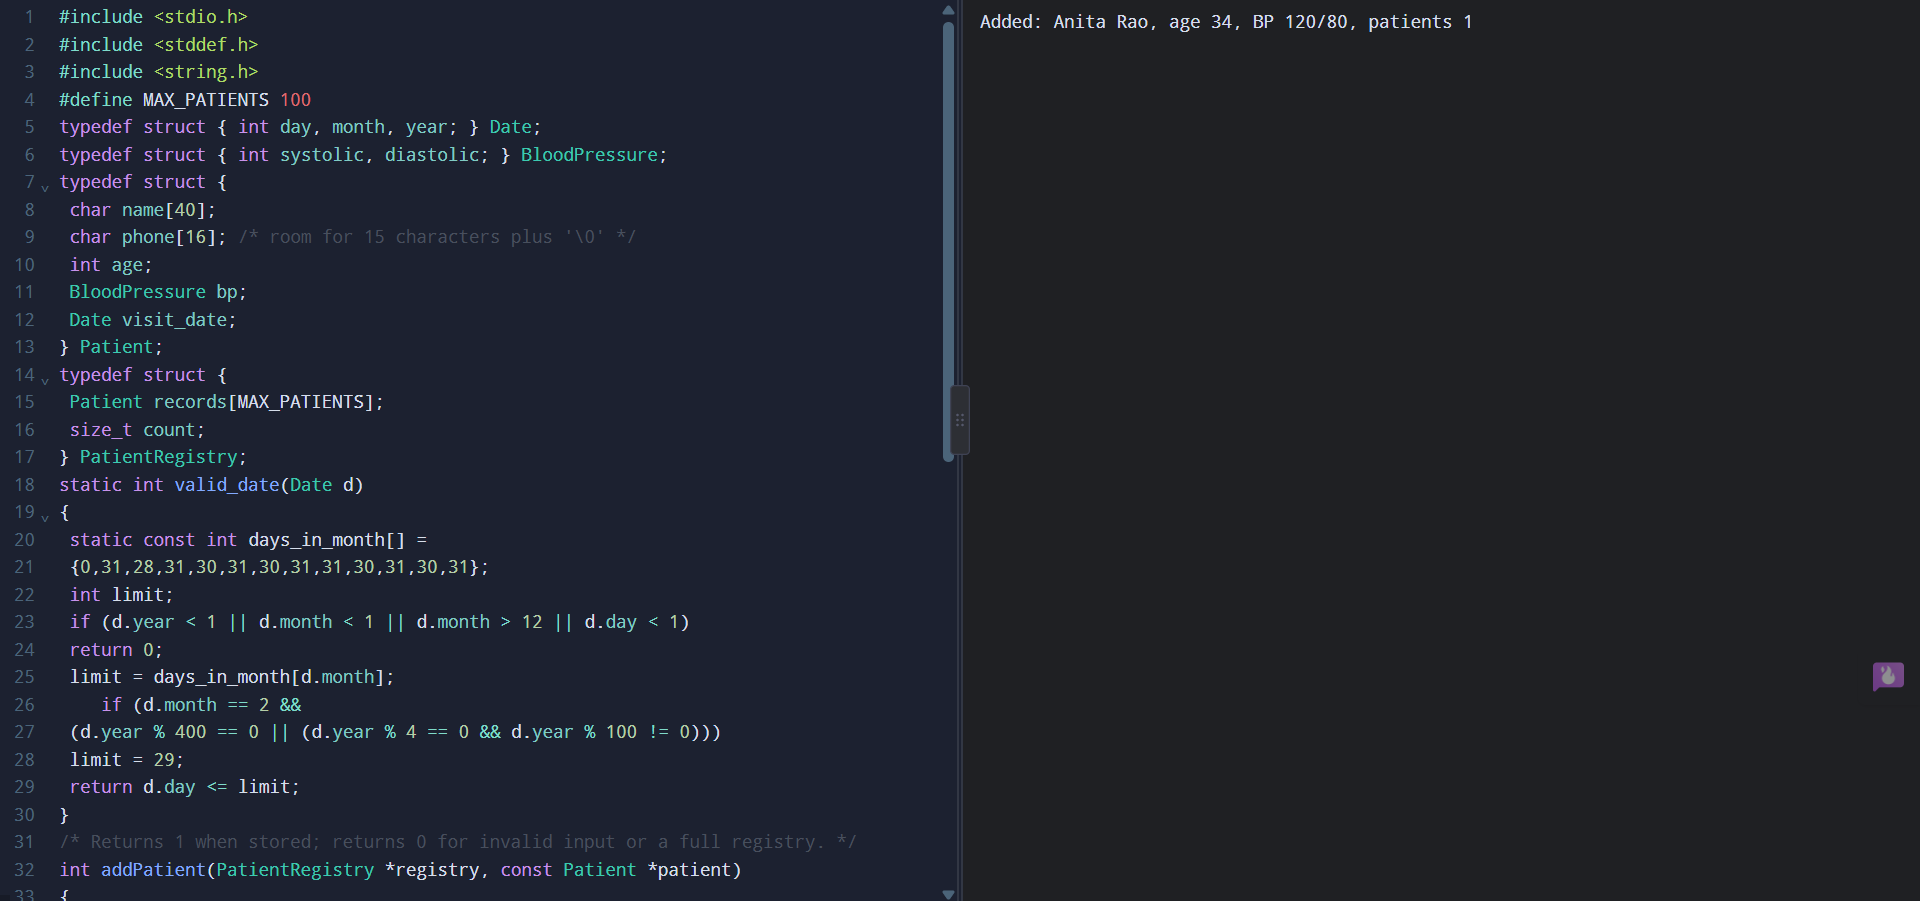 1 #include <stdio.h>
2 #include <stddef.h>
3 #include <string.h>
4 #define MAX_PATIENTS 100
5 typedef struct { int day, month, year; } Date;
6 typedef struct { int systolic, diastolic; } BloodPressure;
7 typedef struct {
8  char name[40];
9  char phone[16]; /* room for 15 characters plus '\0' */
10  int age;
11  BloodPressure bp;
12  Date visit_date;
13 } Patient;
14 typedef struct {
15  Patient records[MAX_PATIENTS];
16  size_t count;
17 } PatientRegistry;
18 static int valid_date(Date d)
19 {
20  static const int days_in_month[] =
21  {0,31,28,31,30,31,30,31,31,30,31,30,31};
22  int limit;
23  if (d.year < 1 || d.month < 1 || d.month > 12 || d.day < 1)
24  return 0;
25  limit = days_in_month[d.month];
26     if (d.month == 2 &&
27  (d.year % 400 == 0 || (d.year % 4 == 0 && d.year % 100 != 0)))
28  limit = 29;
29  return d.day <= limit;
30 }
31 /* Returns 1 when stored; returns 0 for invalid input or a full registry. */
32 int addPatient(PatientRegistry *registry, const Patient *patient)
33 {
Added: Anita Rao, age 34, BP 120/80, patients 1